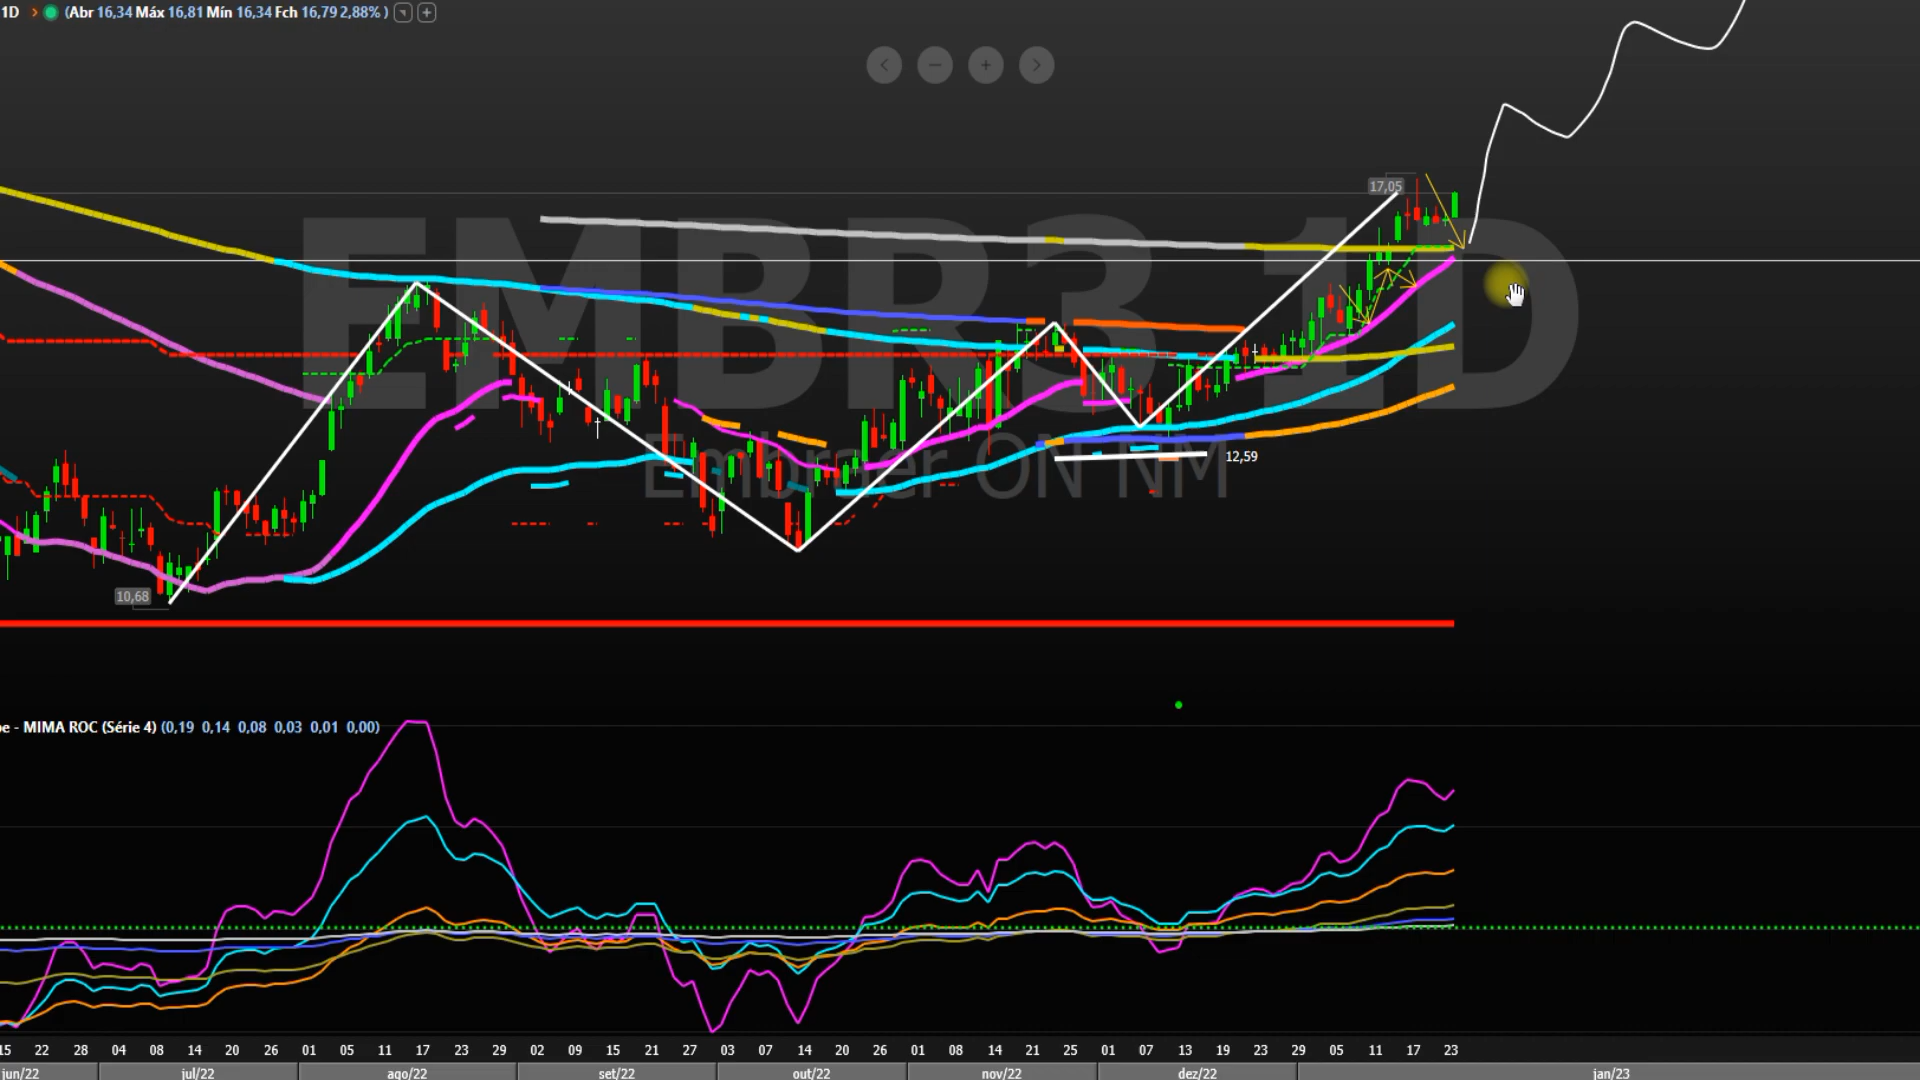 1D (Abr 16,34 Máx 16,81 Mín 16,34 Fch 16,79 2,88% )
17,05
EMBR3 1D
Embraer ON NM
12,59
10,68
pe - MIMA ROC (Série 4) (0,19 0,14 0,08 0,03 0,01 0,00)
15 22 28 04 08 14 20 26 01 05 11 17 23 29 02 09 15 21 27 03 07 14 20 26 01 08 14 21 25 01 07 13 19 23 29 05 11 17 23
jun/22 jul/22 ago/22 set/22 out/22 nov/22 dez/22 jan/23